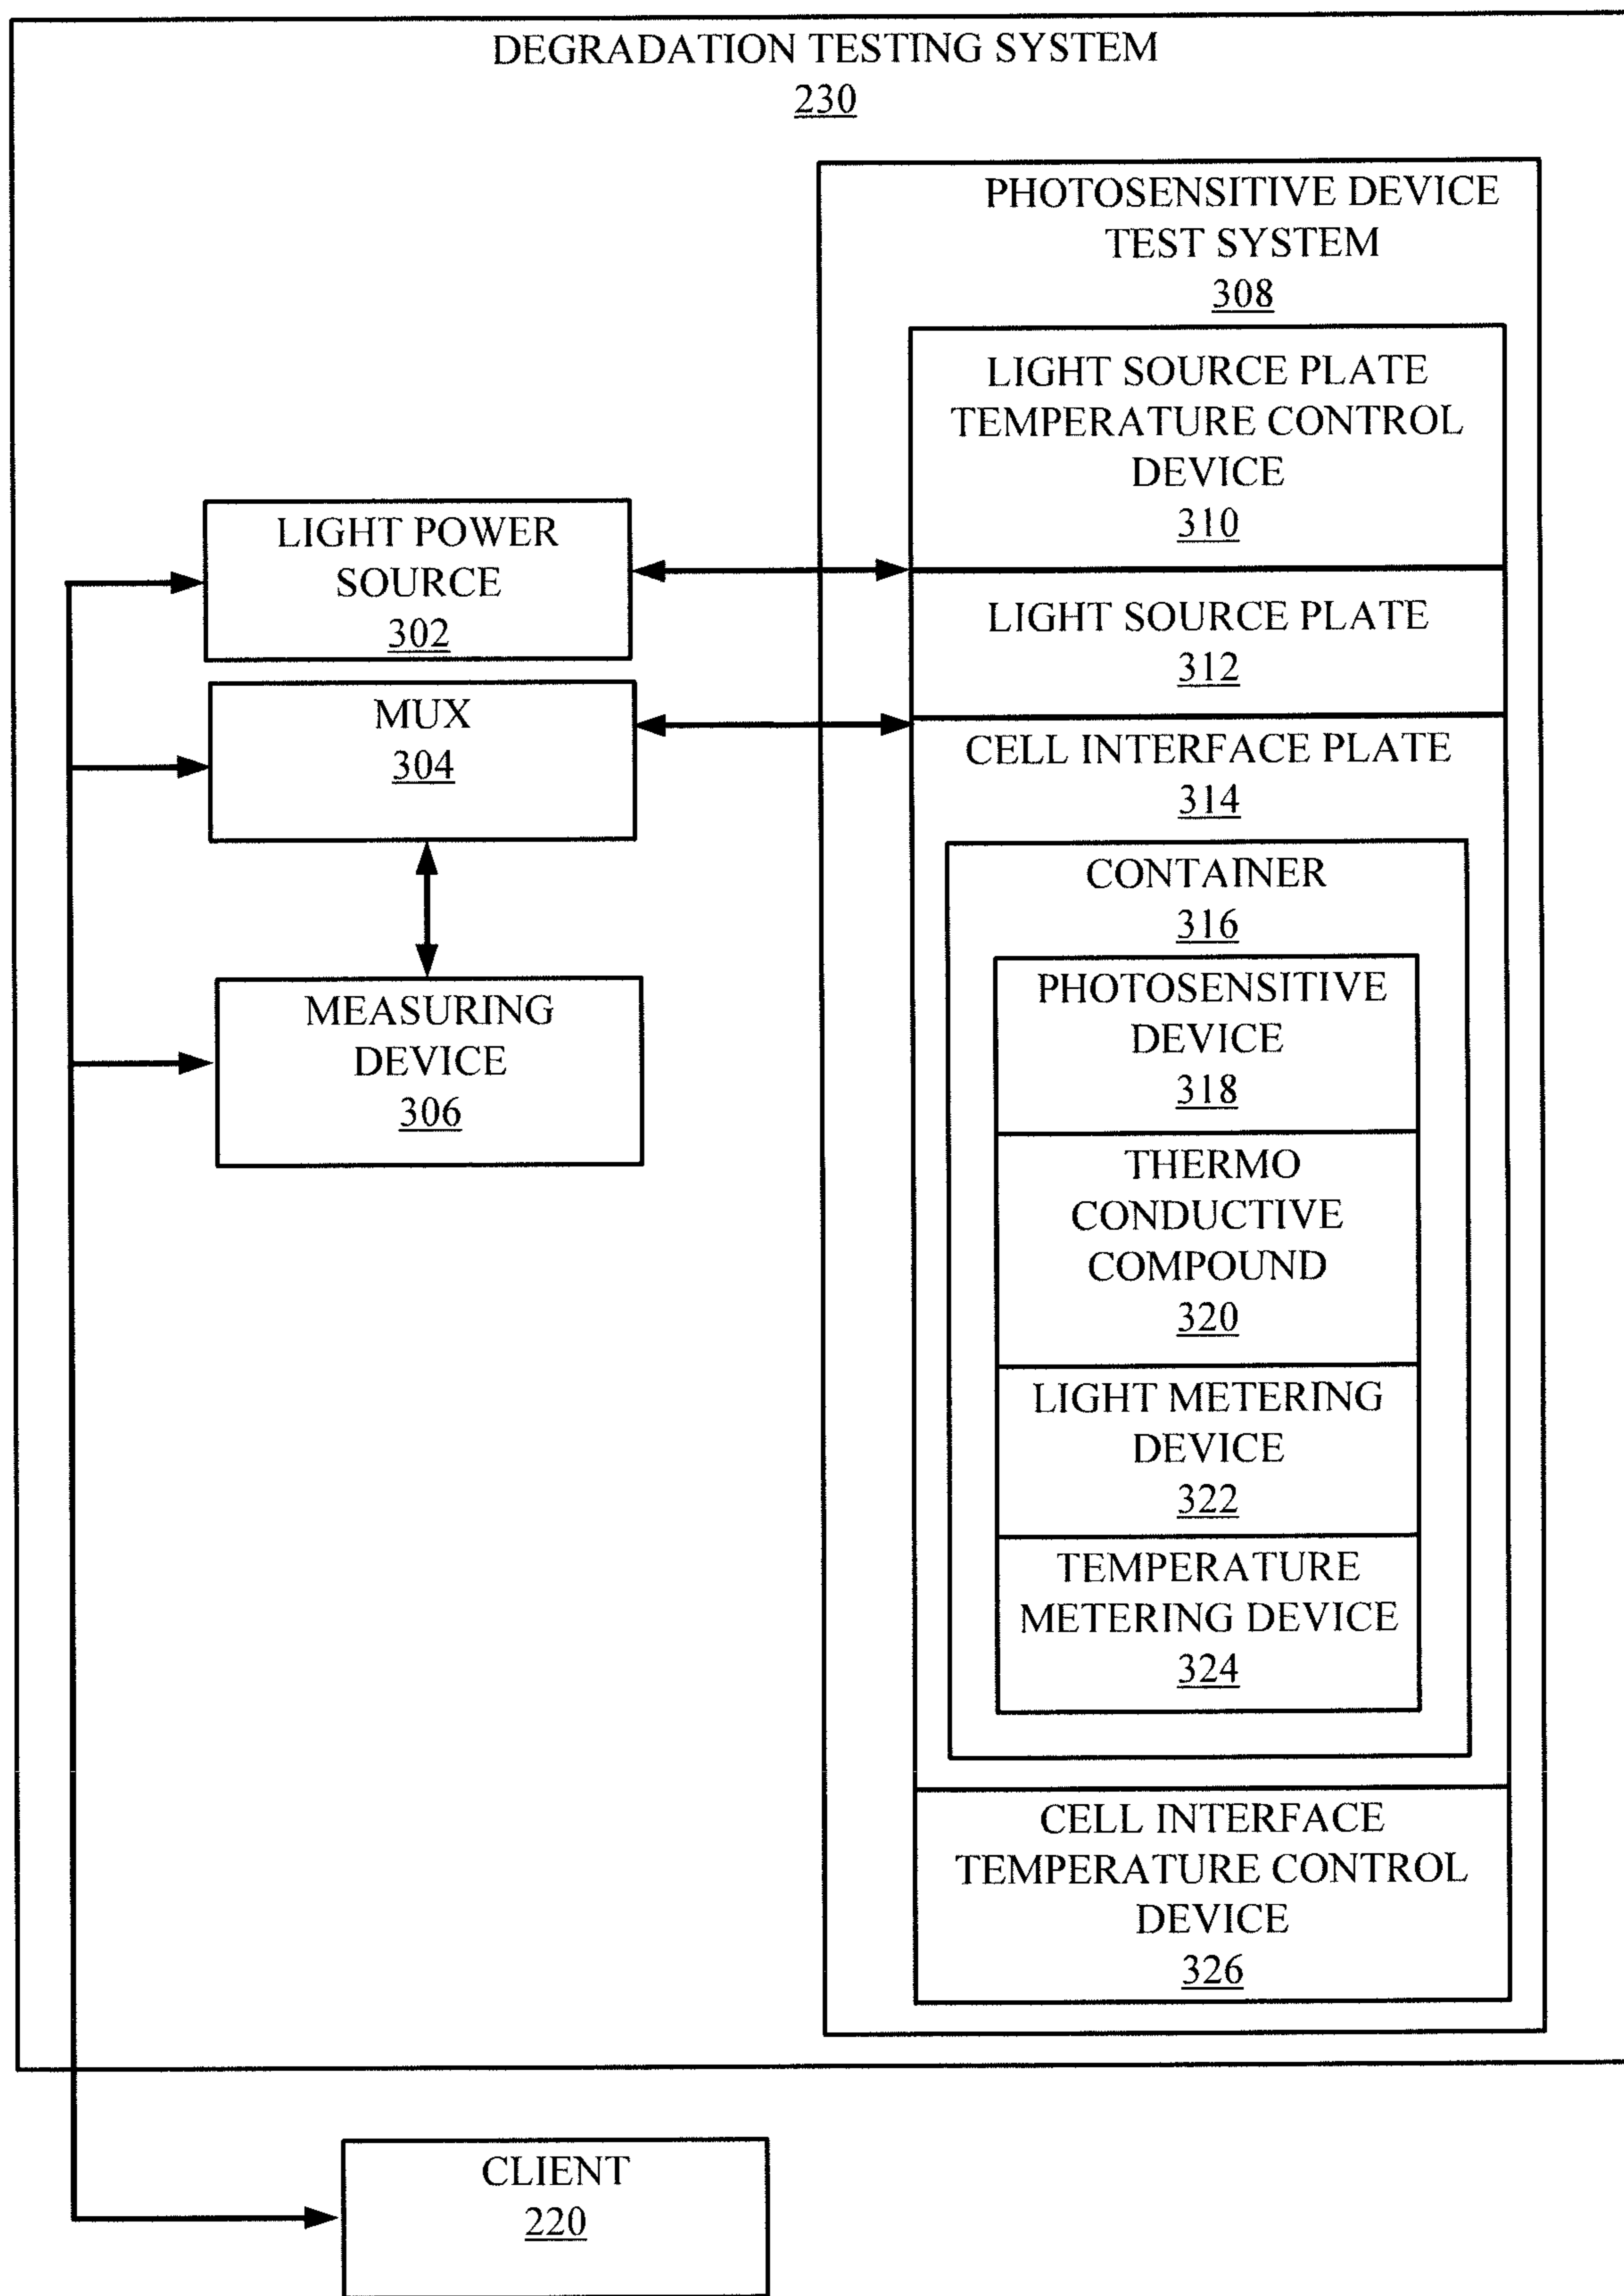 DEGRADATION TESTING SYSTEM
230
PHOTOSENSITIVE DEVICE
TEST SYSTEM
308
LIGHT SOURCE PLATE
TEMPERATURE CONTROL
DEVICE
310
LIGHT POWER
SOURCE
302
LIGHT SOURCE PLATE
312
MUX
304
CELL INTERFACE PLATE
314
CONTAINER
316
PHOTOSENSITIVE
DEVICE
318
MEASURING
DEVICE
306
THERMO
CONDUCTIVE
COMPOUND
320
LIGHT METERING
DEVICE
322
TEMPERATURE
METERING DEVICE
324
CELL INTERFACE
TEMPERATURE CONTROL
DEVICE
326
CLIENT
220